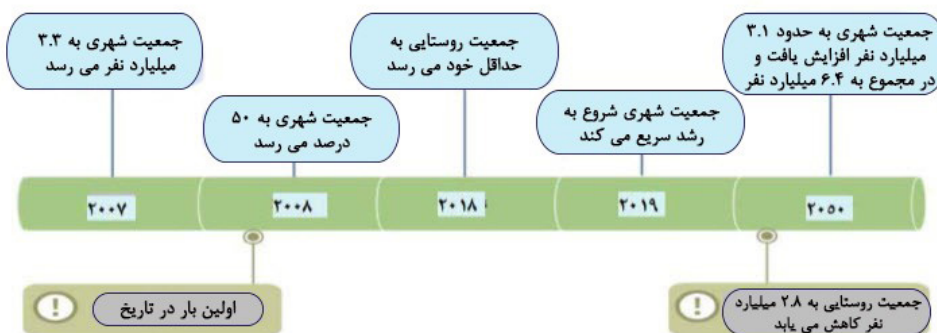 جمعیت شهری به ۳.۳
میلیارد نفر می رسد
جمعیت شهری به ۵۰
درصد می رسد
جمعیت روستایی به
حداقل خود می رسد
جمعیت شهری شروع به
رشد سریع می کند
جمعیت شهری به حدود ۳.۱
میلیارد نفر افزایش یافت و
در مجموع به ۶.۴ میلیارد نفر
۲۰۰۷
۲۰۰۸
۲۰۱۸
۲۰۱۹
۲۰۵۰
اولین بار در تاریخ
جمعیت روستایی به ۲.۸ میلیارد
نفر کاهش می یابد